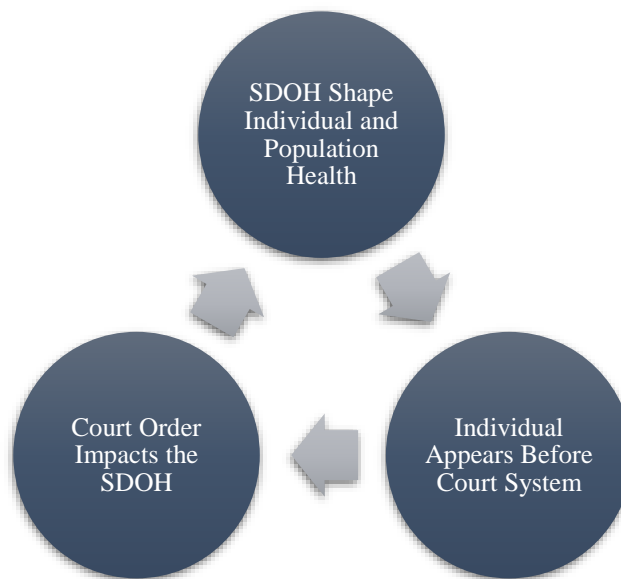 SDOH Shape
Individual and
Population
Health
Individual
Appears Before
Court System
Court Order
Impacts the
SDOH